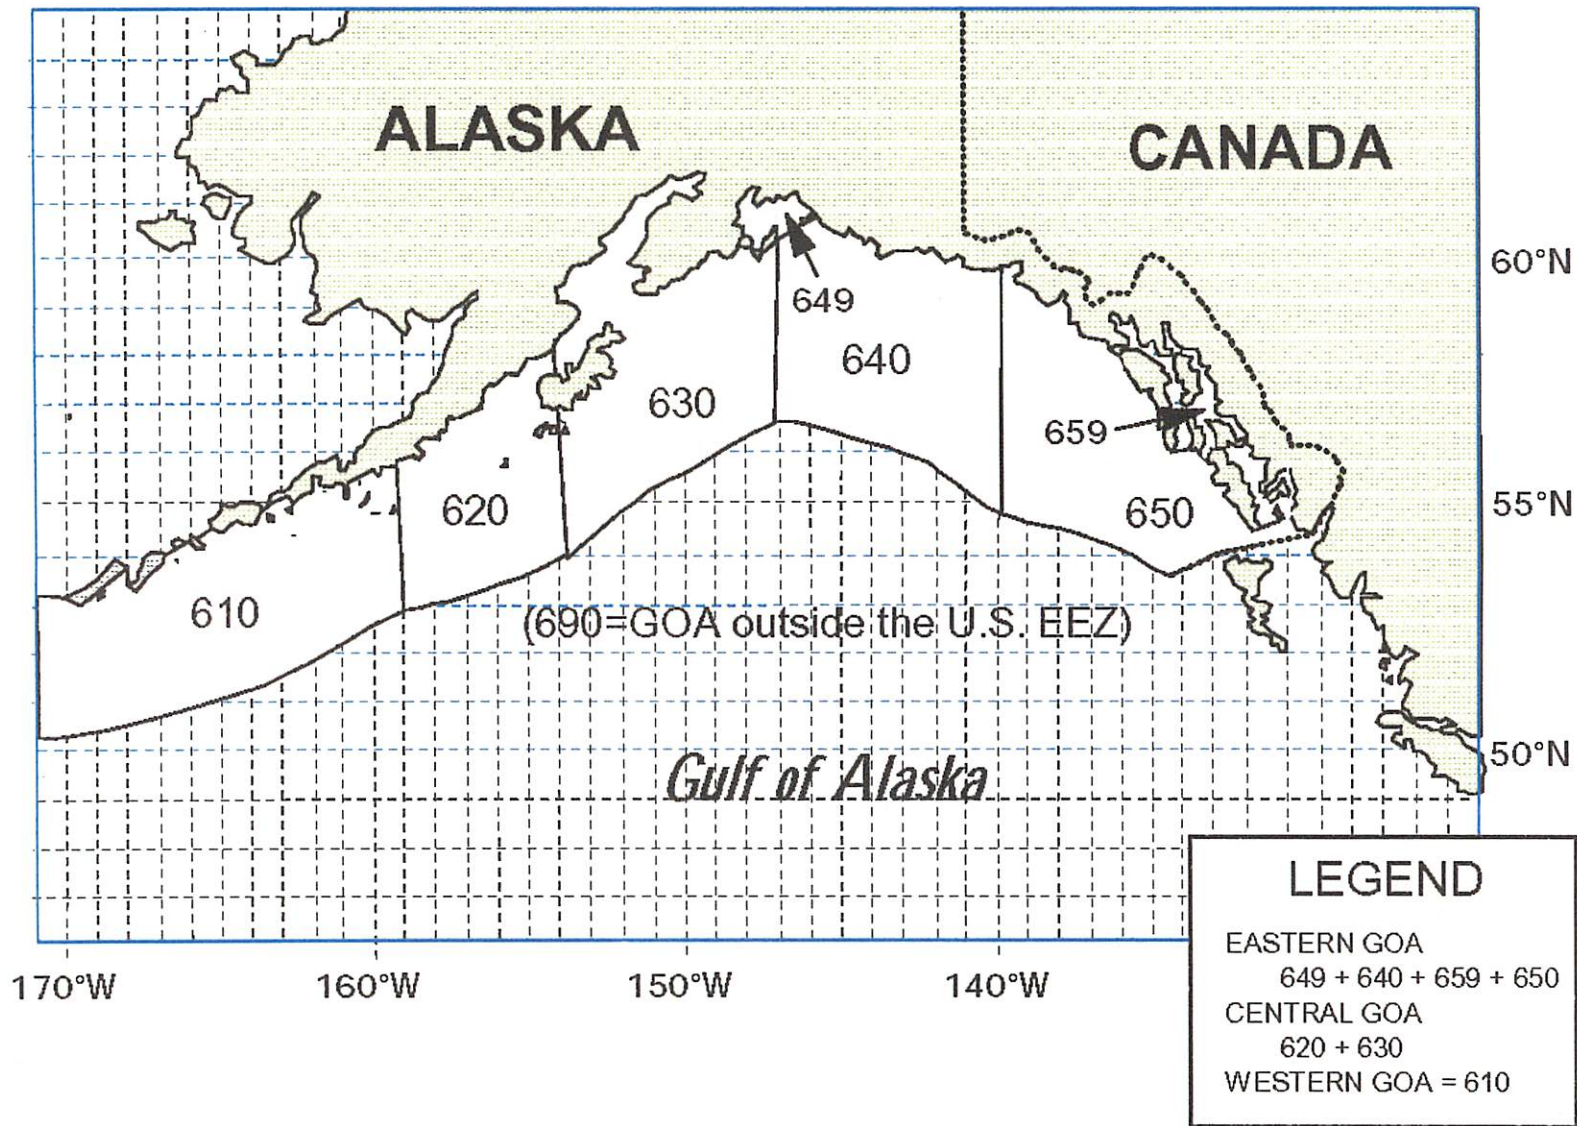 ALASKA
CANADA
60°N
649
640
630
659
55°N
620
650
610
(690=GOA outside the U.S. EEZ)
50°N
Gulf of Alaska
LEGEND
EASTERN GOA
649 + 640 + 659 + 650
CENTRAL GOA
620 + 630
WESTERN GOA = 610
170°W
160°W
150°W
140°W